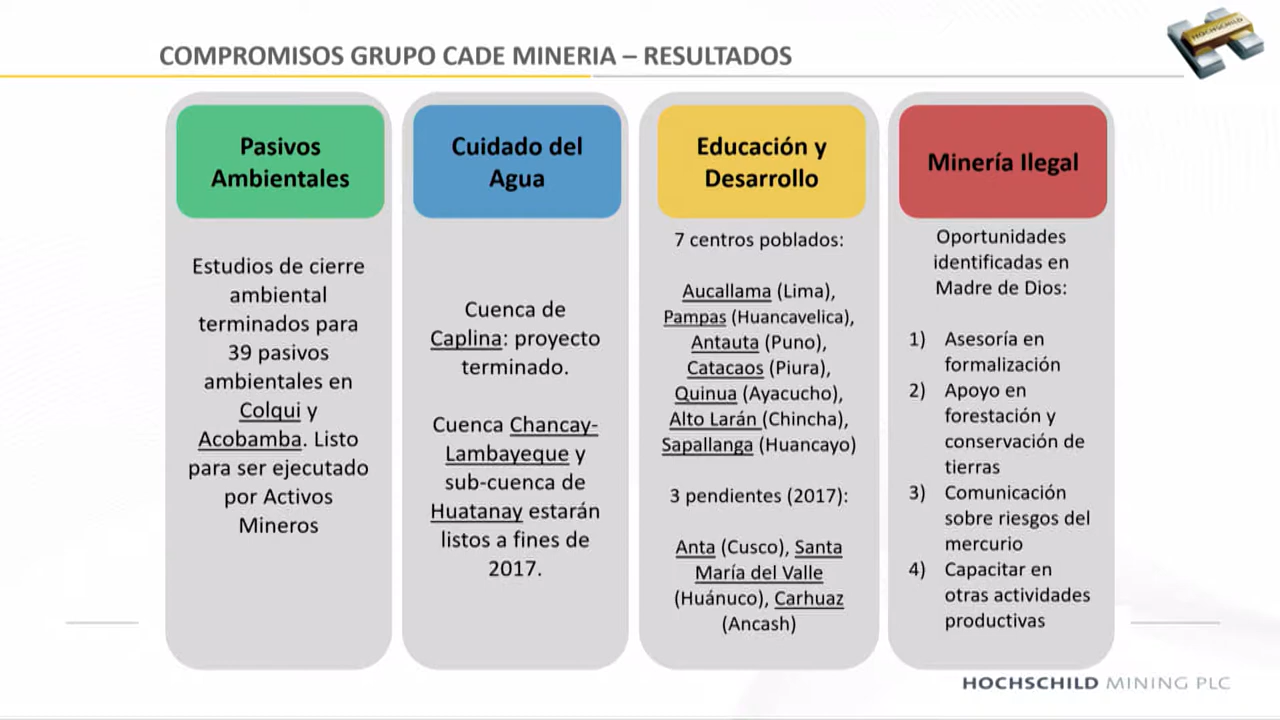 COMPROMISOS GRUPO CADE MINERIA – RESULTADOS
HOCHSCHILD
Pasivos
Ambientales
Estudios de cierre
ambiental
terminados para
39 pasivos
ambientales en
Colqui y
Acobamba. Listo
para ser ejecutado
por Activos
Mineros
Cuidado del
Agua
Cuenca de
Caplina: proyecto
terminado.
Cuenca Chancay-
Lambayeque y
sub-cuenca de
Huatanay estarán
listos a fines de
2017.
Educación y
Desarrollo
7 centros poblados:
Aucallama (Lima),
Pampas (Huancavelica),
Antauta (Puno),
Catacaos (Piura),
Quinua (Ayacucho),
Alto Larán (Chincha),
Sapallanga (Huancayo)
3 pendientes (2017):
Anta (Cusco), Santa
María del Valle
(Huánuco), Carhuaz
(Ancash)
Minería Ilegal
Oportunidades
identificadas en
Madre de Dios:
1) Asesoría en
formalización
2) Apoyo en
forestación y
conservación de
tierras
3) Comunicación
sobre riesgos del
mercurio
4) Capacitar en
otras actividades
productivas
HOCHSCHILD MINING PLC